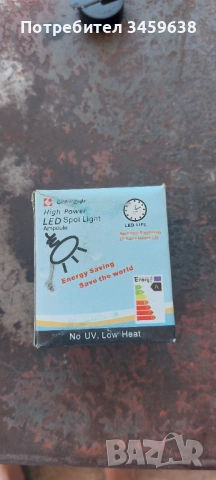 Потребител 3459638
High Power
LED Spot Light
Ampoule
LED LIFE
Energy Saving
Save the world
Energy
A
No UV, Low Heat
BAZAR